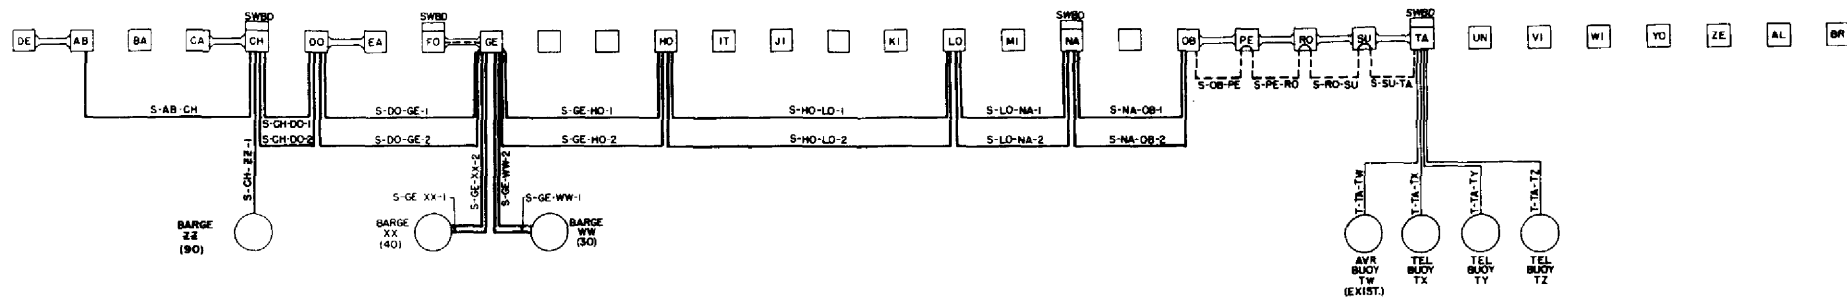 SWBD SWBD SWBD SWBD
DE AB BA CA CH DO EA FO GE HO IT JI KI LO MI NA OB PE RO SU TA UN VI WI YO ZE AL BR
S-OB-PE S-PE-RO S-RO-SU S-SU-TA
S-AB-CH S-CH-DO-1 S-DO-GE-1 S-GE-HO-1 S-HO-LO-1 S-LO-NA-1 S-NA-OB-1
S-CH-DO-2 S-DO-GE-2 S-GE-HO-2 S-HO-LO-2 S-LO-NA-2 S-NA-OB-2
S-CH-ZZ-1
S-GE-XX-2
S-GE-WW-2
S-GE XX-1
S-GE-WW-1
T-TA-TW
T-TA-TX
T-TA-TY
T-TA-TZ
BARGE
ZZ
(90)
BARGE
XX
(40)
BARGE
WW
(30)
AVR
BUOY
TW
(EXIST.)
TEL
BUOY
TX
TEL
BUOY
TY
TEL
BUOY
TZ